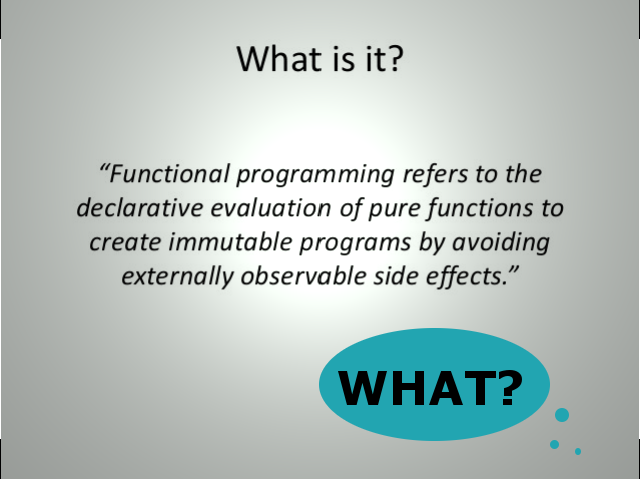 What is it?
“Functional programming refers to the
declarative evaluation of pure functions to
create immutable programs by avoiding
externally observable side effects.”
WHAT?